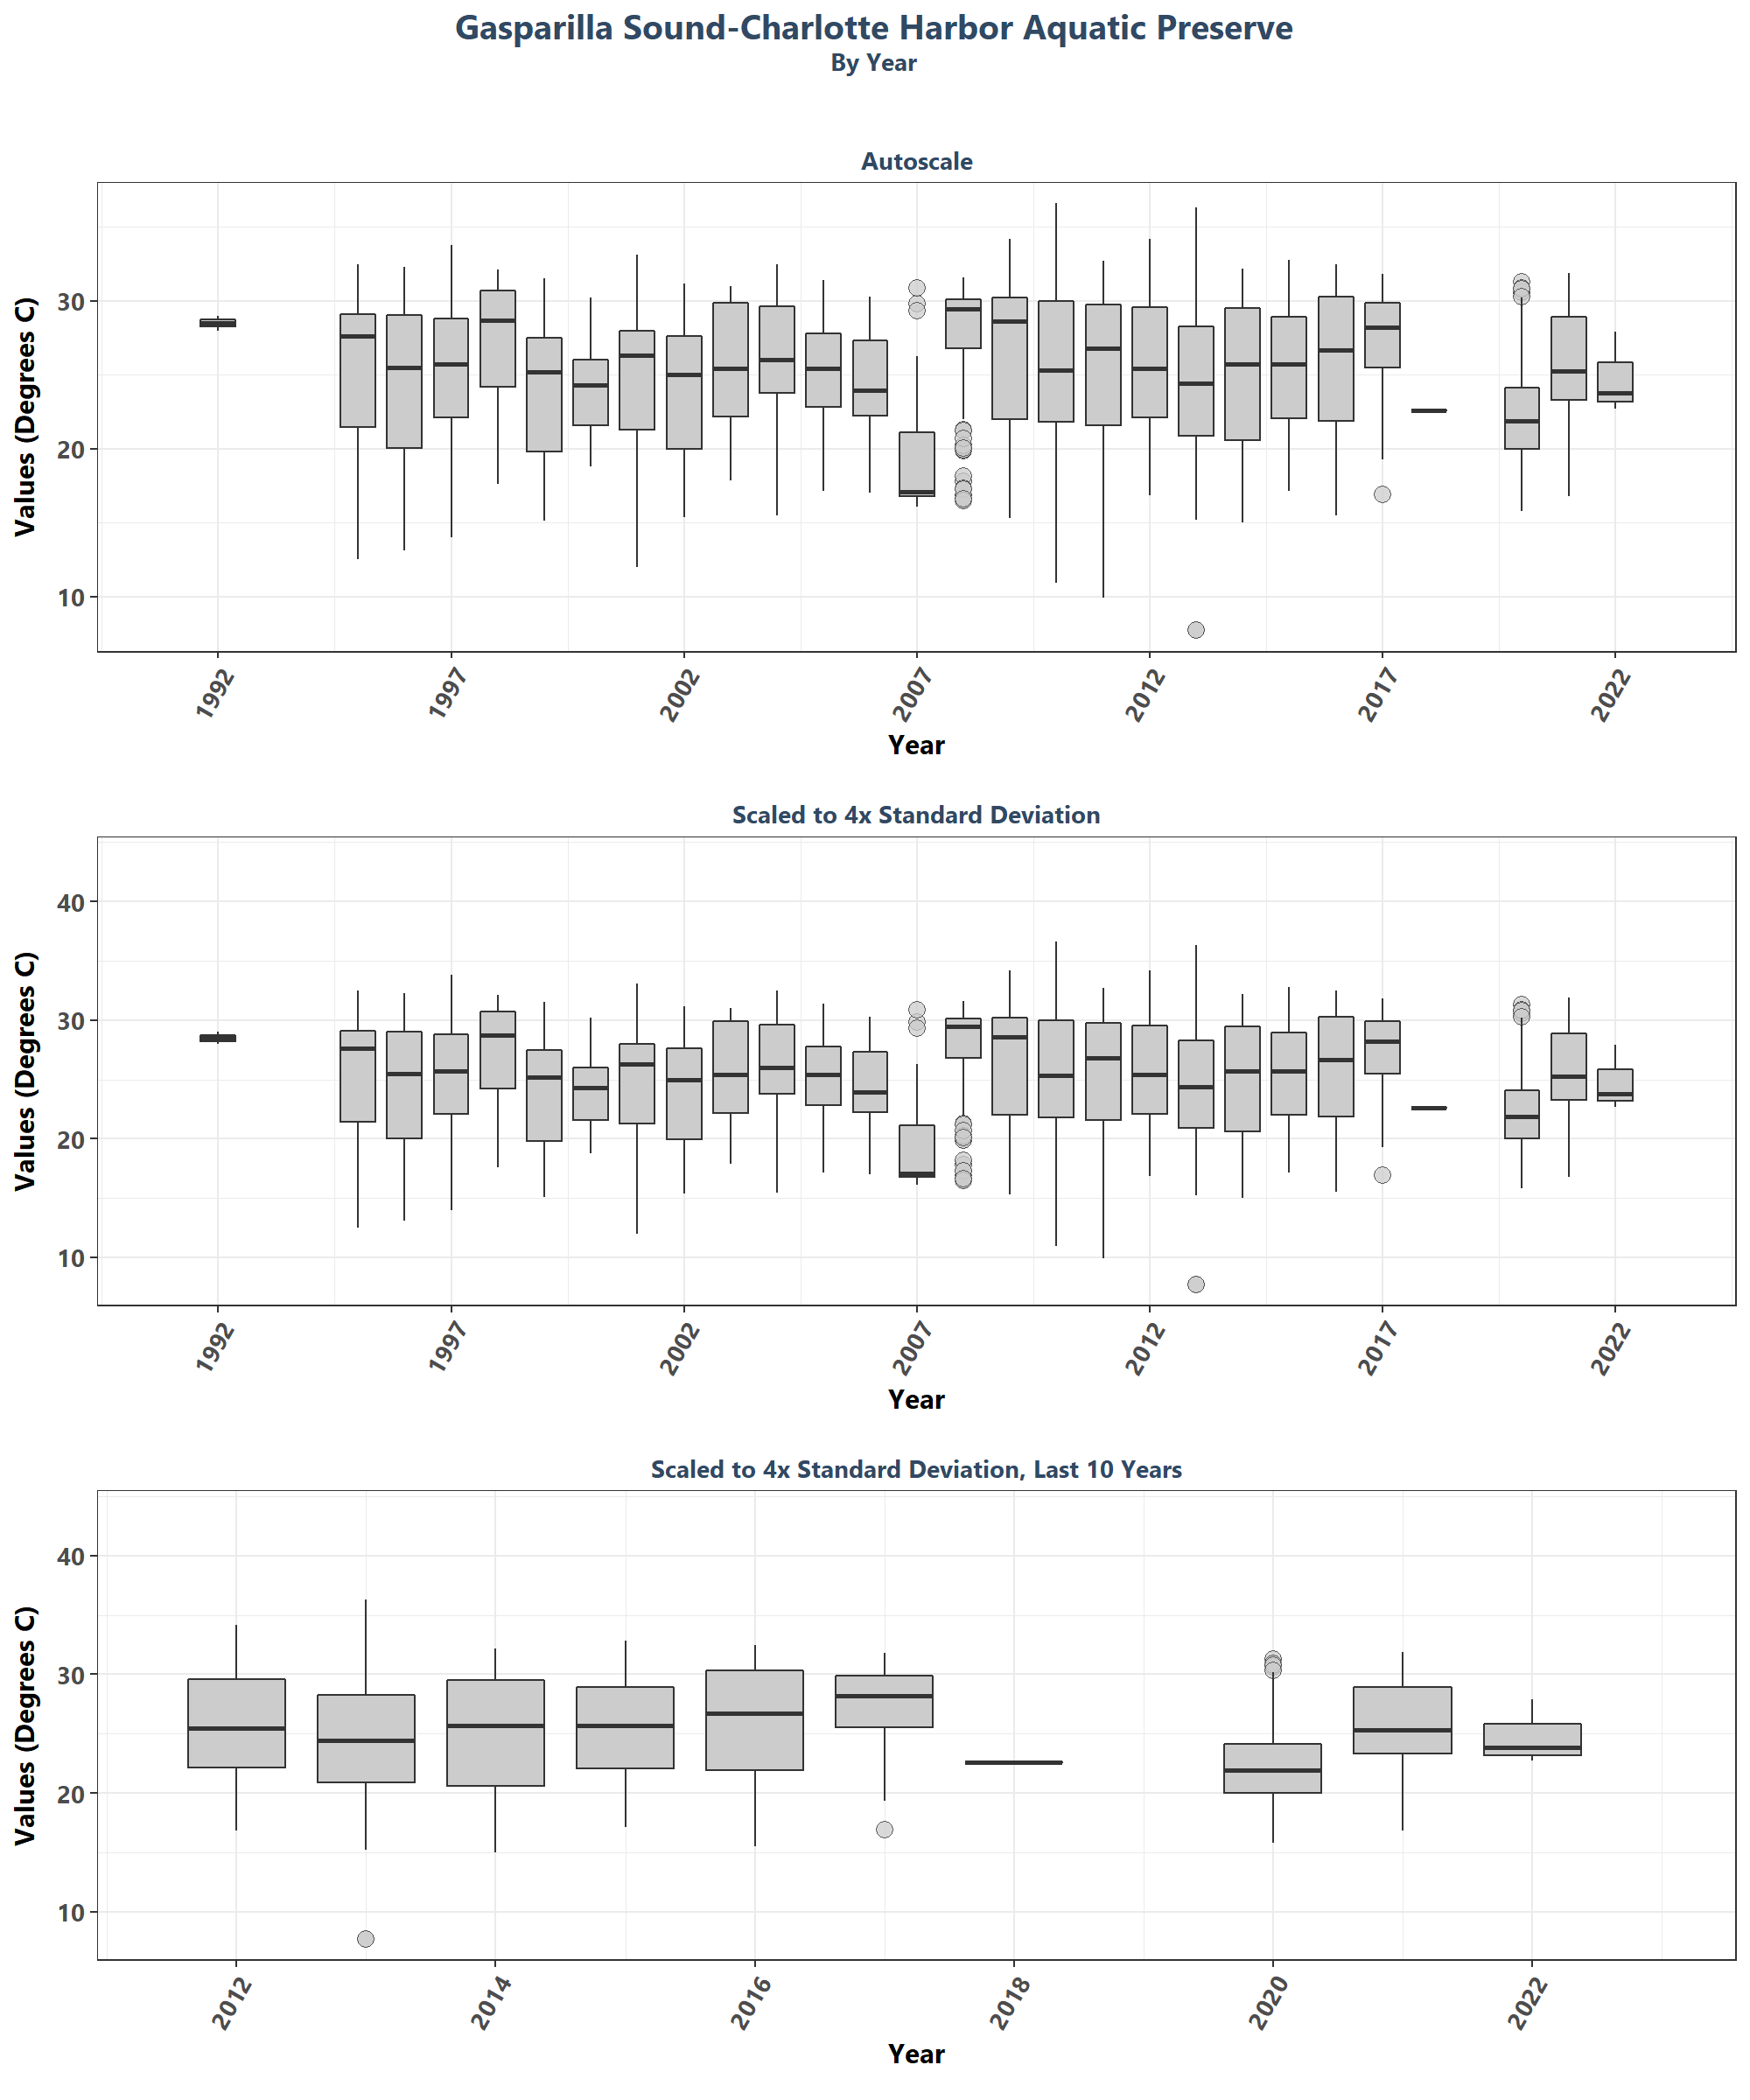 Gasparilla Sound-Charlotte Harbor Aquatic Preserve
By Year
Autoscale
Values (Degrees C)
30
20
10
1992 1997 2002 2007 2012 2017 2022
Year
Scaled to 4x Standard Deviation
Values (Degrees C)
40
30
20
10
1992 1997 2002 2007 2012 2017 2022
Year
Scaled to 4x Standard Deviation, Last 10 Years
Values (Degrees C)
40
30
20
10
2012 2014 2016 2018 2020 2022
Year